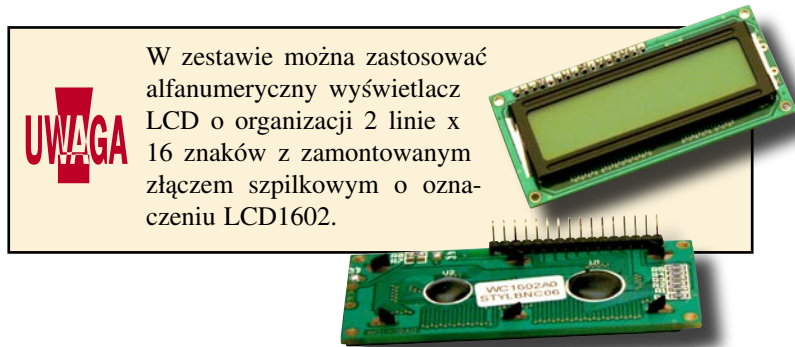 UWAGA
W zestawie można zastosować
alfanumeryczny wyświetlacz
LCD o organizacji 2 linie x
16 znaków z zamontowanym
złączem szpilkowym o ozna-
czeniu LCD1602.
WC1602A0
STYLBNC06